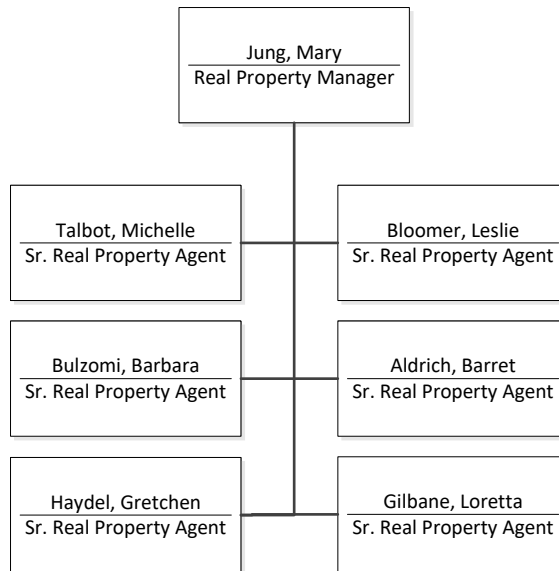 Jung, Mary
Real Property Manager
Talbot, Michelle
Sr. Real Property Agent
Bloomer, Leslie
Sr. Real Property Agent
Bulzomi, Barbara
Sr. Real Property Agent
Aldrich, Barret
Sr. Real Property Agent
Haydel, Gretchen
Sr. Real Property Agent
Gilbane, Loretta
Sr. Real Property Agent